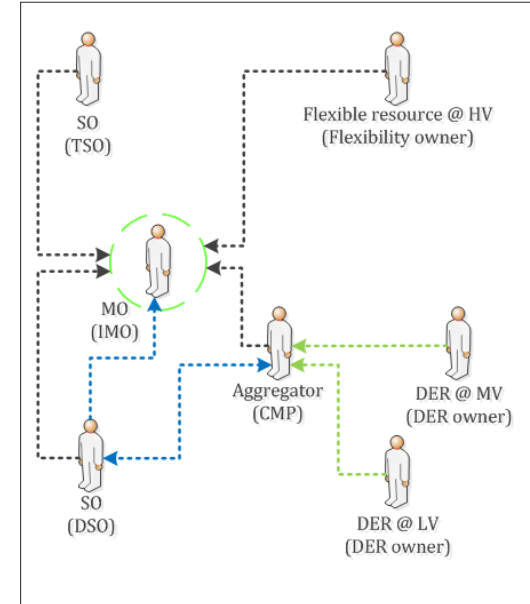 SO
(TSO)
Flexible resource @ HV
(Flexibility owner)
MO
(IMO)
Aggregator
(CMP)
DER @ MV
(DER owner)
SO
(DSO)
DER @ LV
(DER owner)